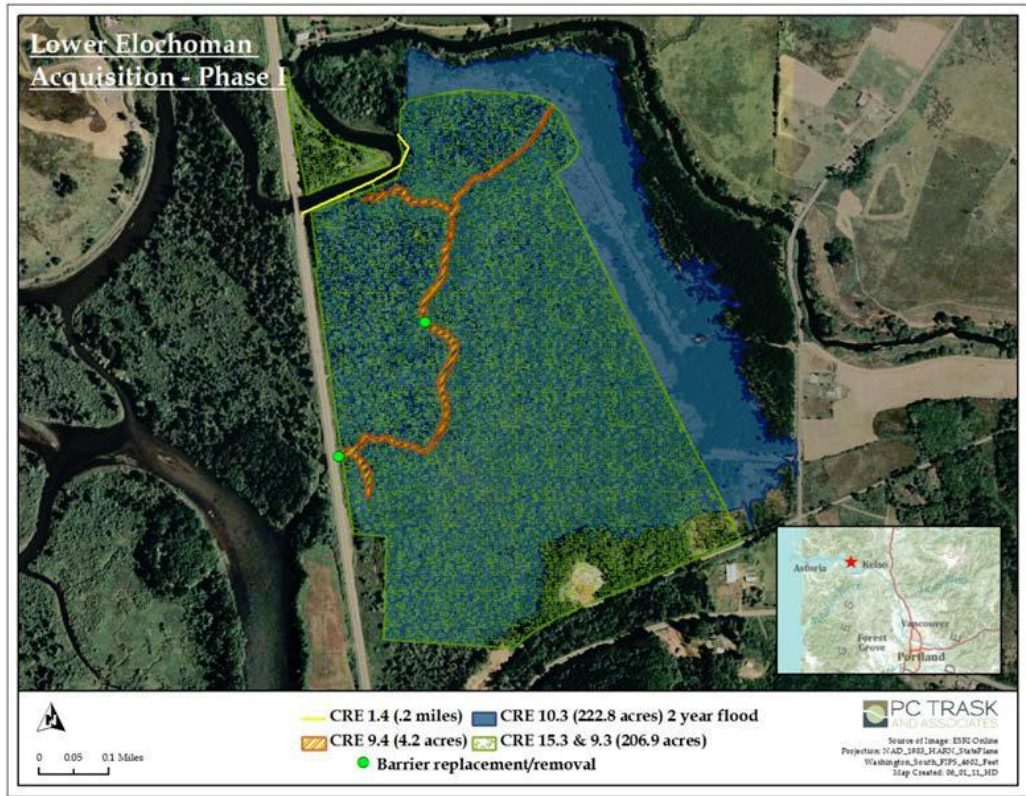 Lower Elochoman
Acquisition - Phase I
Astoria
Kelso
Vancouver
Forest
Grove
Portland
N
0 0.05 0.1 Miles
CRE 1.4 (.2 miles)
CRE 10.3 (222.8 acres) 2 year flood
CRE 9.4 (4.2 acres)
CRE 15.3 & 9.3 (206.9 acres)
Barrier replacement/removal
PC TRASK
AND ASSOCIATES
Source of Image: ESRI Online
Projection: NAD_1983_HARN_StatePlane
Washington_South_FIPS_4602_Feet
Map Created: 06_01_11_HD